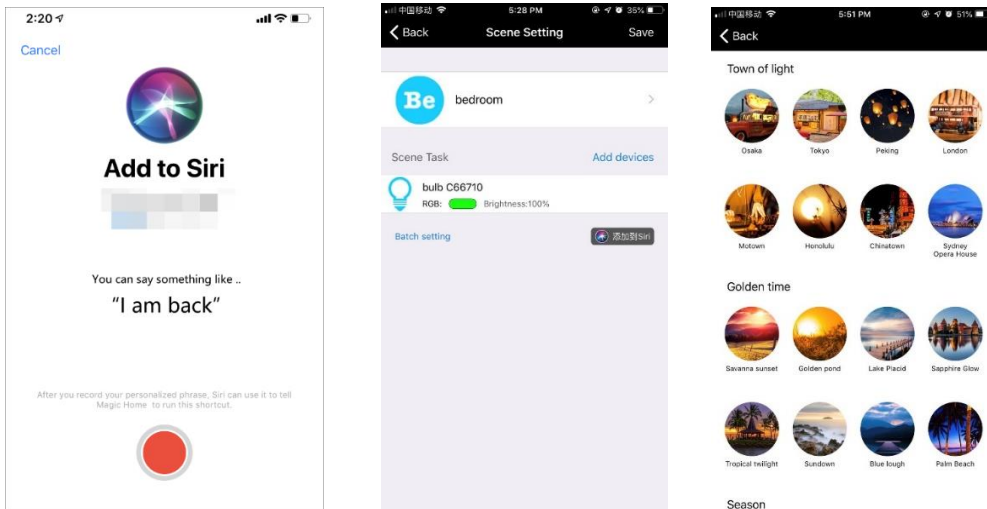 2:20
Cancel
Add to Siri
You can say something like ..
“I am back”
After you record your personalized phrase, Siri can use it to tell
Magic Home to run this shortcut.
中国移动 5:28 PM 35%
Back Scene Setting Save
Be bedroom
Scene Task Add devices
bulb C66710
RGB: Brightness:100%
Batch setting 添加到Siri
中国移动 5:51 PM 51%
Back
Town of light
Osaka Tokyo Peking London
Motown Honolulu Chinatown Sydney
Opera House
Golden time
Savanna sunset Golden pond Lake Placid Sapphire Glow
Tropical twilight Sundown Blue lough Palm Beach
Season